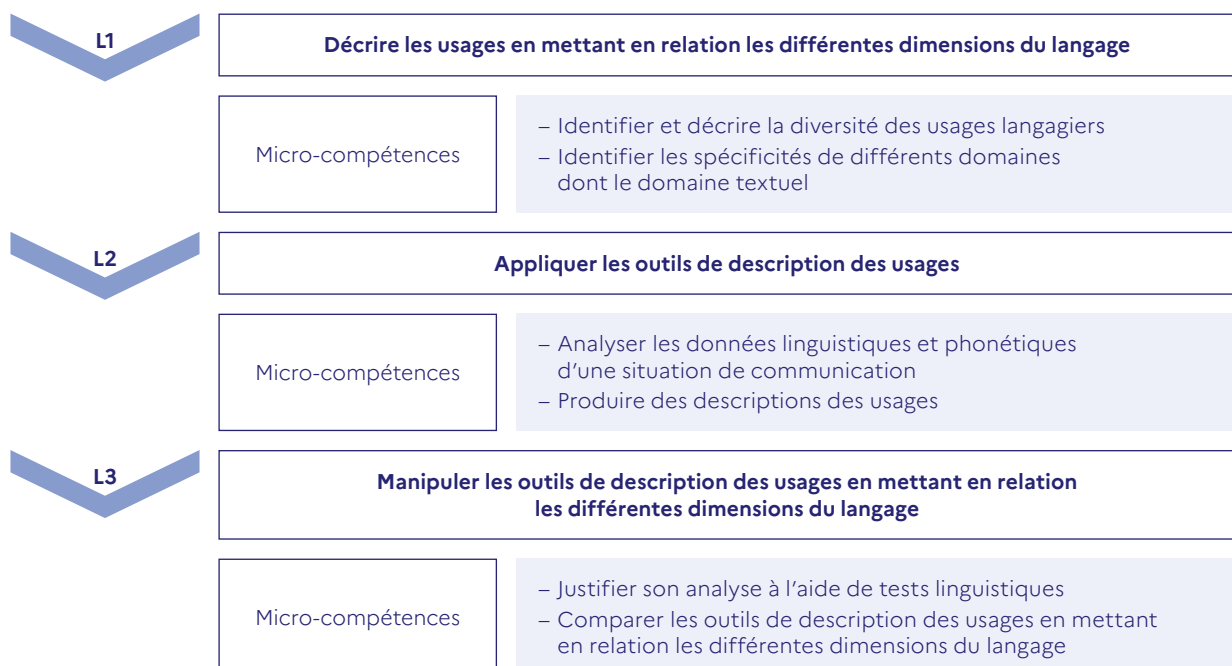 L1
Décrire les usages en mettant en relation les différentes dimensions du langage
Micro-compétences
– Identifier et décrire la diversité des usages langagiers
– Identifier les spécificités de différents domaines
dont le domaine textuel
L2
Appliquer les outils de description des usages
Micro-compétences
– Analyser les données linguistiques et phonétiques
d’une situation de communication
– Produire des descriptions des usages
L3
Manipuler les outils de description des usages en mettant en relation
les différentes dimensions du langage
Micro-compétences
– Justifier son analyse à l’aide de tests linguistiques
– Comparer les outils de description des usages en mettant
en relation les différentes dimensions du langage